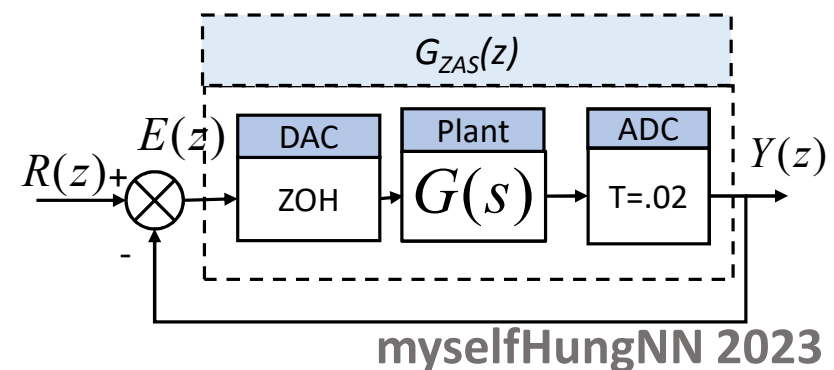 G_ZAS(z)
E(z)
DAC
Plant
ADC
Y(z)
R(z)+
ZOH
G(s)
T=.02
-
myselfHungNN 2023